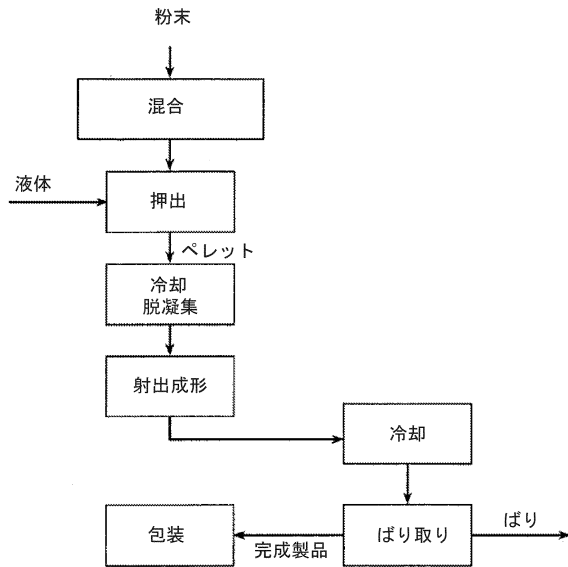 粉末
混合
液体
押出
ペレット
冷却
脱凝集
射出成形
冷却
包装
完成製品
ばり取り
ばり